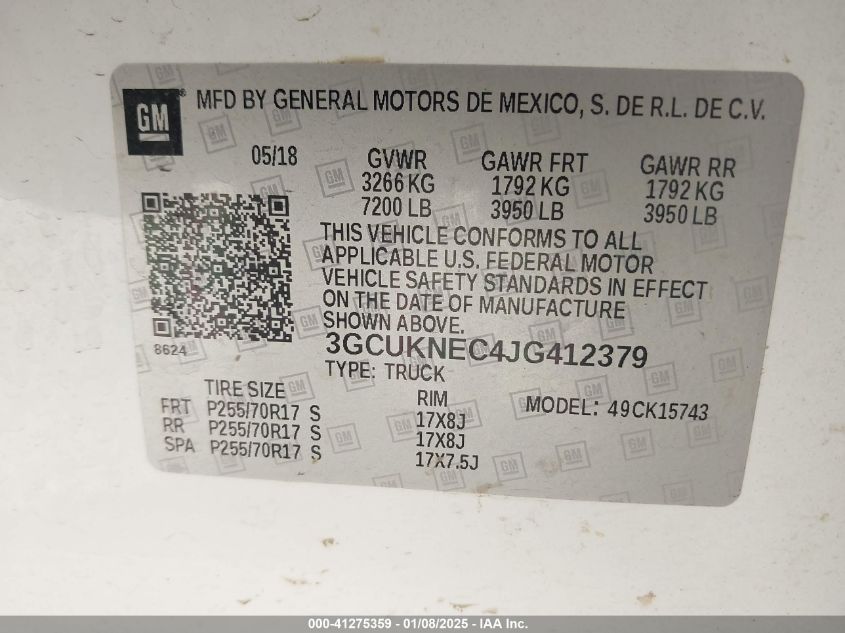 GM ® MFD BY GENERAL MOTORS DE MEXICO, S. DE R.L. DE C.V.
05/18 GVWR GAWR FRT GAWR RR
3266 KG 1792 KG 1792 KG
7200 LB 3950 LB 3950 LB
THIS VEHICLE CONFORMS TO ALL
APPLICABLE U.S. FEDERAL MOTOR
VEHICLE SAFETY STANDARDS IN EFFECT
ON THE DATE OF MANUFACTURE
SHOWN ABOVE.
8624
3GCUKNEC4JG412379
TYPE: TRUCK
TIRE SIZE RIM MODEL: 49CK15743
FRT P255/70R17 S 17X8J
RR P255/70R17 S 17X8J
SPA P255/70R17 S 17X7.5J
000-41275359 - 01/08/2025 - IAA Inc.